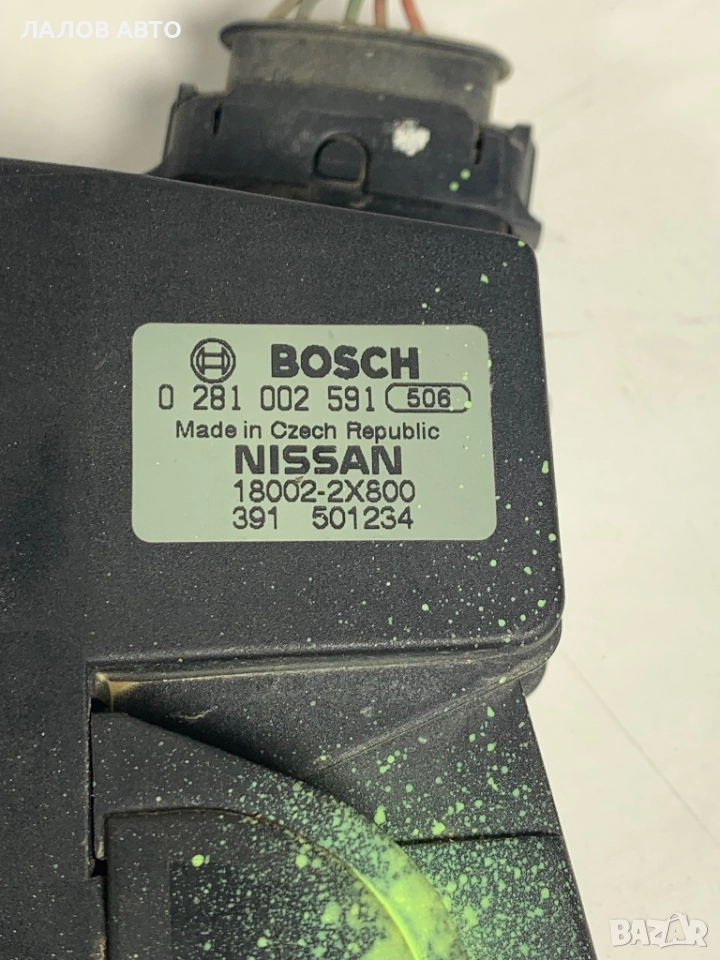 ЛАЛОВ АВТО
BOSCH
0 281 002 591 506
Made in Czech Republic
NISSAN
18002-2X800
391 501234
BAZAR